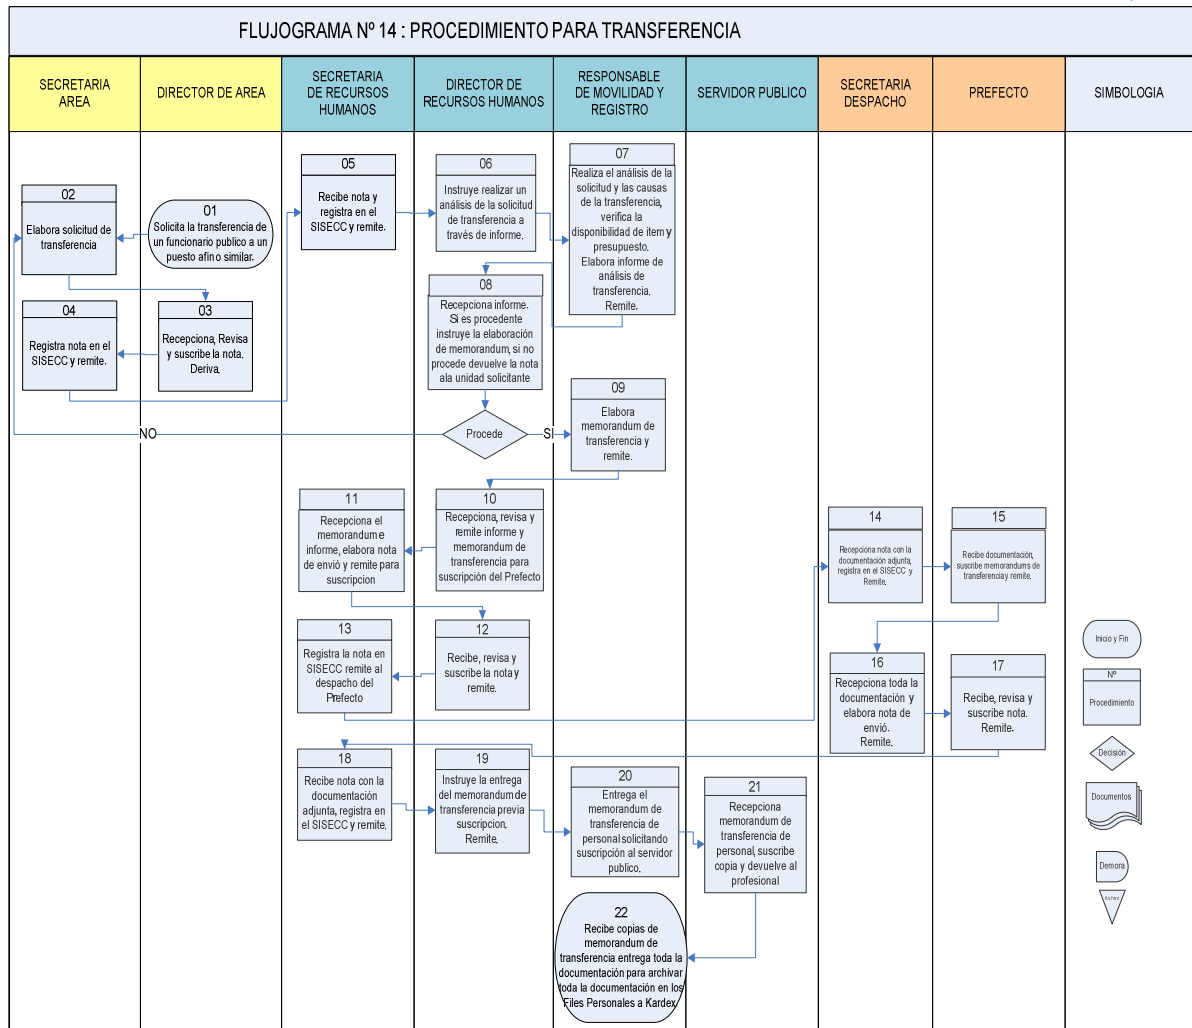 FLUJOGRAMA Nº 14 : PROCEDIMIENTO PARA TRANSFERENCIA
SECRETARIA
AREA
DIRECTOR DE AREA
SECRETARIA
DE RECURSOS
HUMANOS
DIRECTOR DE
RECURSOS HUMANOS
RESPONSABLE
DE MOVILIDAD Y
REGISTRO
SERVIDOR PUBLICO
SECRETARIA
DESPACHO
PREFECTO
SIMBOLOGIA
01
Solicita la transferencia de
un funcionario publico a un
puesto afin o similar.
02
Elabora solicitud de
transferencia
03
Recepciona, Revisa
y suscribe la nota.
Deriva.
04
Registra nota en el
SISECC y remite.
05
Recibe nota y
registra en el
SISECC y remite.
06
Instruye realizar un
análisis de la solicitud
de transferencia a
través de informe.
07
Realiza el análisis de la
solicitud y las causas
de la transferencia,
verifica la
disponibilidad de item y
presupuesto.
Elabora informe de
análisis de
transferencia.
Remite.
08
Recepciona informe.
Si es procedente
instruye la elaboración
de memorandum, si no
procede devuelve la nota
ala unidad solicitante
Procede
NO
SI
09
Elabora
memorandum de
transferencia y
remite.
10
Recepciona, revisa y
remite informe y
memorandum de
transferencia para
suscripción del Prefecto
11
Recepciona el
memorandum e
informe, elabora nota
de envió y remite para
suscripcion
12
Recibe, revisa y
suscribe la nota y
remite.
13
Registra la nota en
SISECC remite al
despacho del
Prefecto
14
Recepciona nota con la
documentación adjunta,
registra en el SISECC y
Remite.
15
Recibe documentación,
suscribe memorandums de
transferencia y remite.
16
Recepciona toda la
documentación y
elabora nota de
envió.
Remite.
17
Recibe, revisa y
suscribe nota.
Remite.
18
Recibe nota con la
documentación
adjunta, registra en
el SISECC y remite.
19
Instruye la entrega
del memorandum de
transferencia previa
suscripcion.
Remite.
20
Entrega el
memorandum de
transferencia de
personal solicitando
suscripción al servidor
publico.
21
Recepciona
memorandum de
transferencia de
personal, suscribe
copia y devuelve al
profesional
22
Recibe copias de
memorandum de
transferencia entrega toda la
documentación para archivar
toda la documentación en los
Files Personales a Kardex.
Inicio y Fin
Nº
Procedimiento
Decisión
Documentos
Demora
Archivo